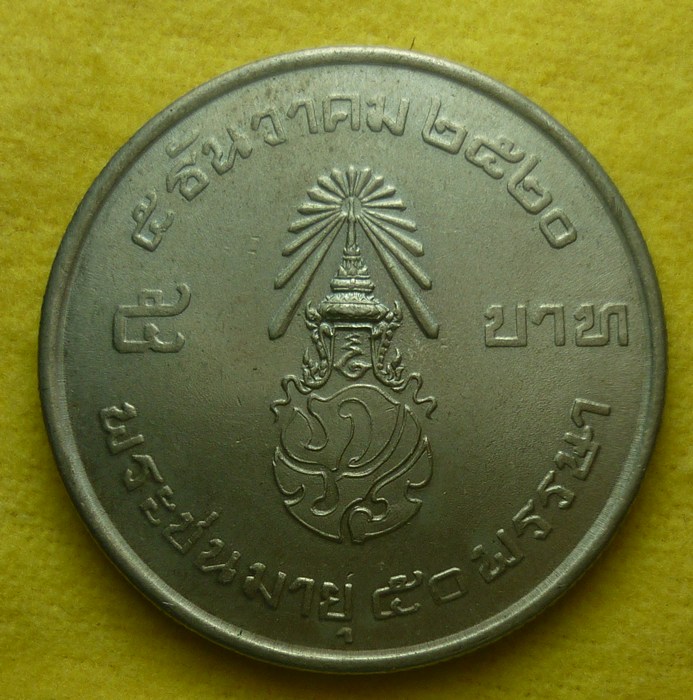 ๕ ธันวาคม ๒๕๒๐
๕ บาท
พระชนมายุ ๕๐ พรรษา